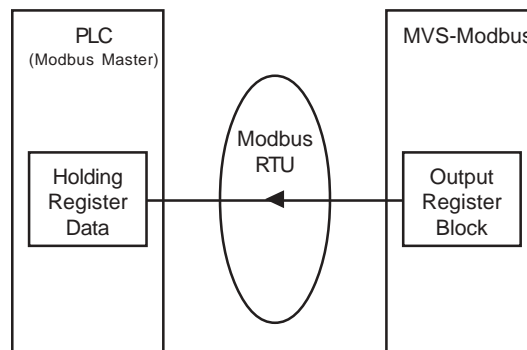 PLC
(Modbus Master)
MVS-Modbus
Modbus
RTU
Holding
Register
Data
Output
Register
Block